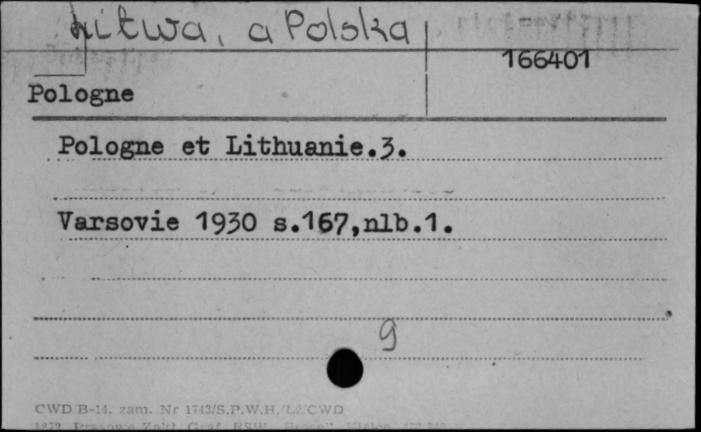 Litwa, a Polska
166401
Pologne
Pologne et Lithuanie.3.
Varsovie 1930 s.167,nlb.1.
9
CWD B-14. zam. Nr 1743/S.P.W.H. CWD